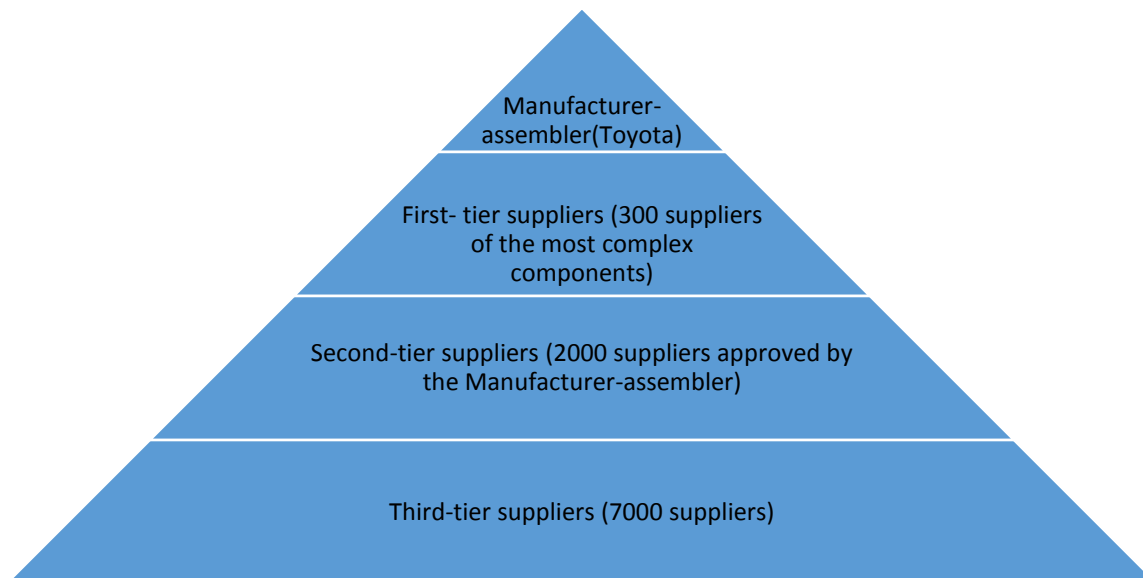 Manufacturer-
assembler(Toyota)
First- tier suppliers (300 suppliers
of the most complex
components)
Second-tier suppliers (2000 suppliers approved by
the Manufacturer-assembler)
Third-tier suppliers (7000 suppliers)